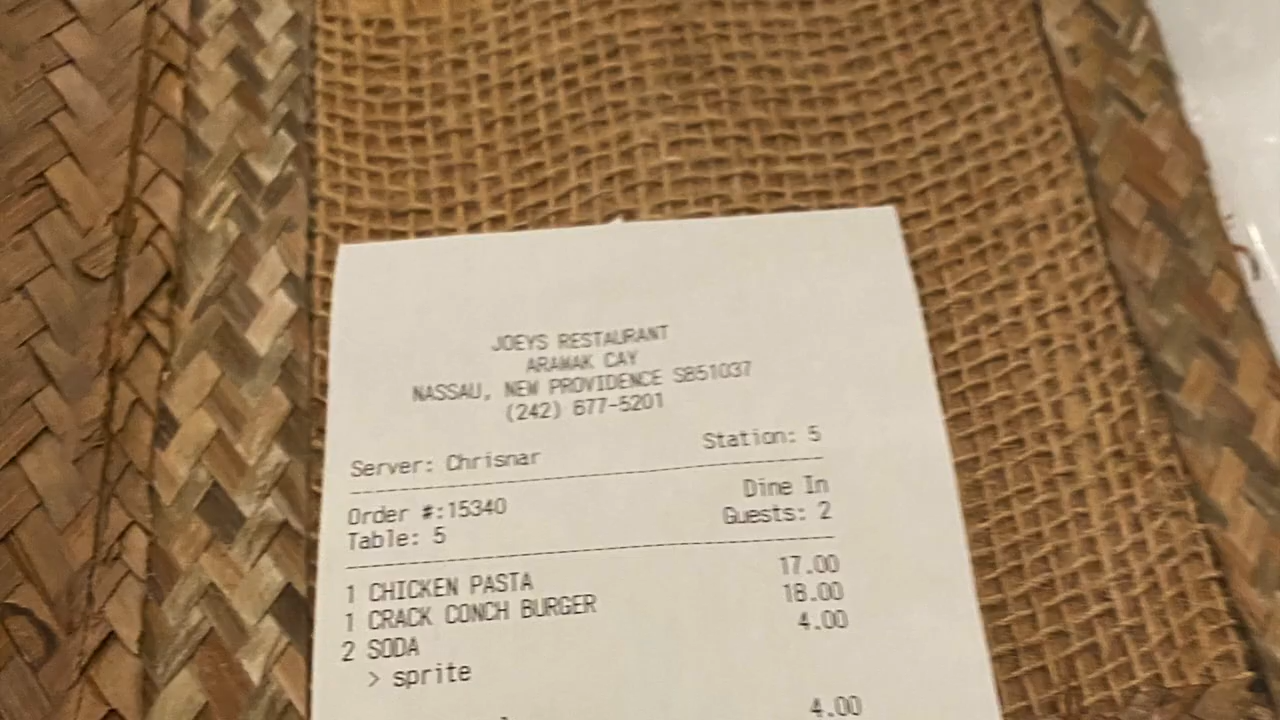 JOEYS RESTAURANT
ARAWAK CAY
NASSAU, NEW PROVIDENCE SB51037
(242) 677-5201
Server: Chrisnar Station: 5
Order #:15340 Dine In
Table: 5 Guests: 2
1 CHICKEN PASTA 17.00
1 CRACK CONCH BURGER 18.00
2 SODA 4.00
> sprite
4.00